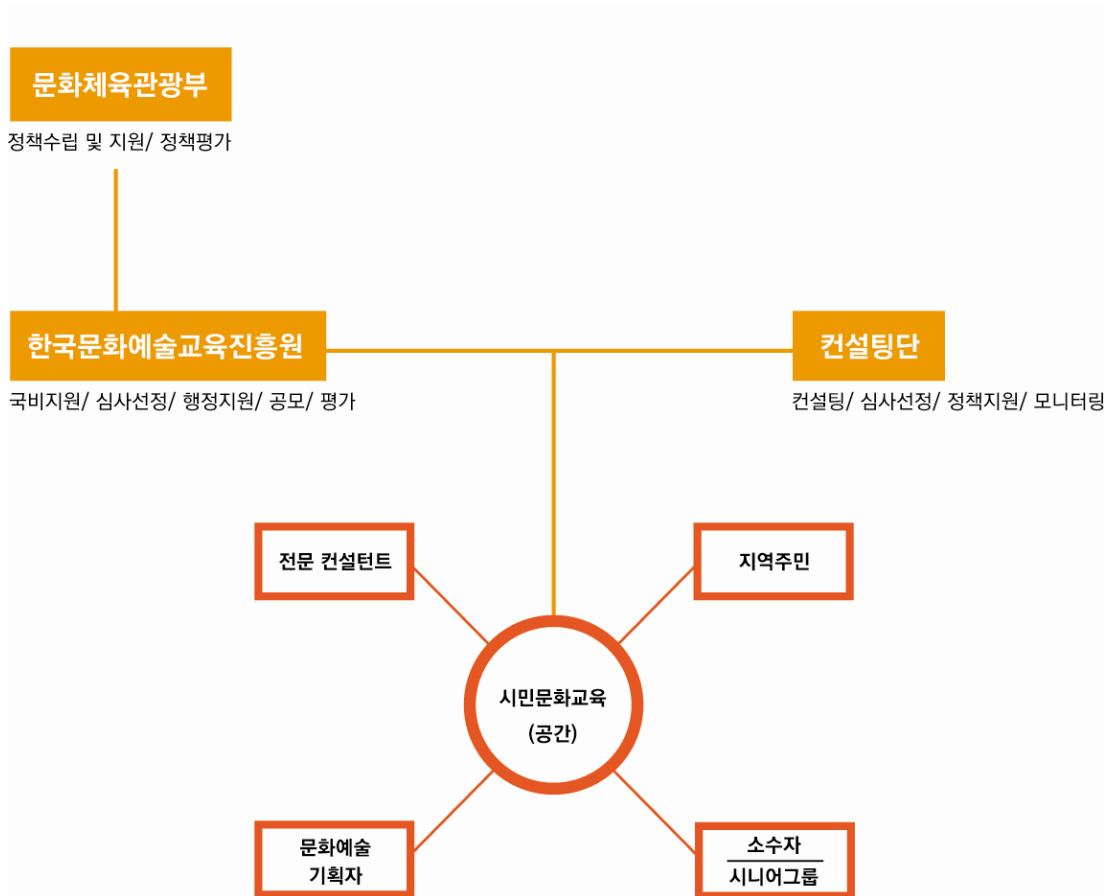 문화체육관광부
정책수립 및 지원/ 정책평가
한국문화예술교육진흥원
국비지원/ 심사선정/ 행정지원/ 공모/ 평가
컨설팅단
컨설팅/ 심사선정/ 정책지원/ 모니터링
전문 컨설턴트
지역주민
시민문화교육
(공간)
문화예술
기획자
소수자
시니어그룹